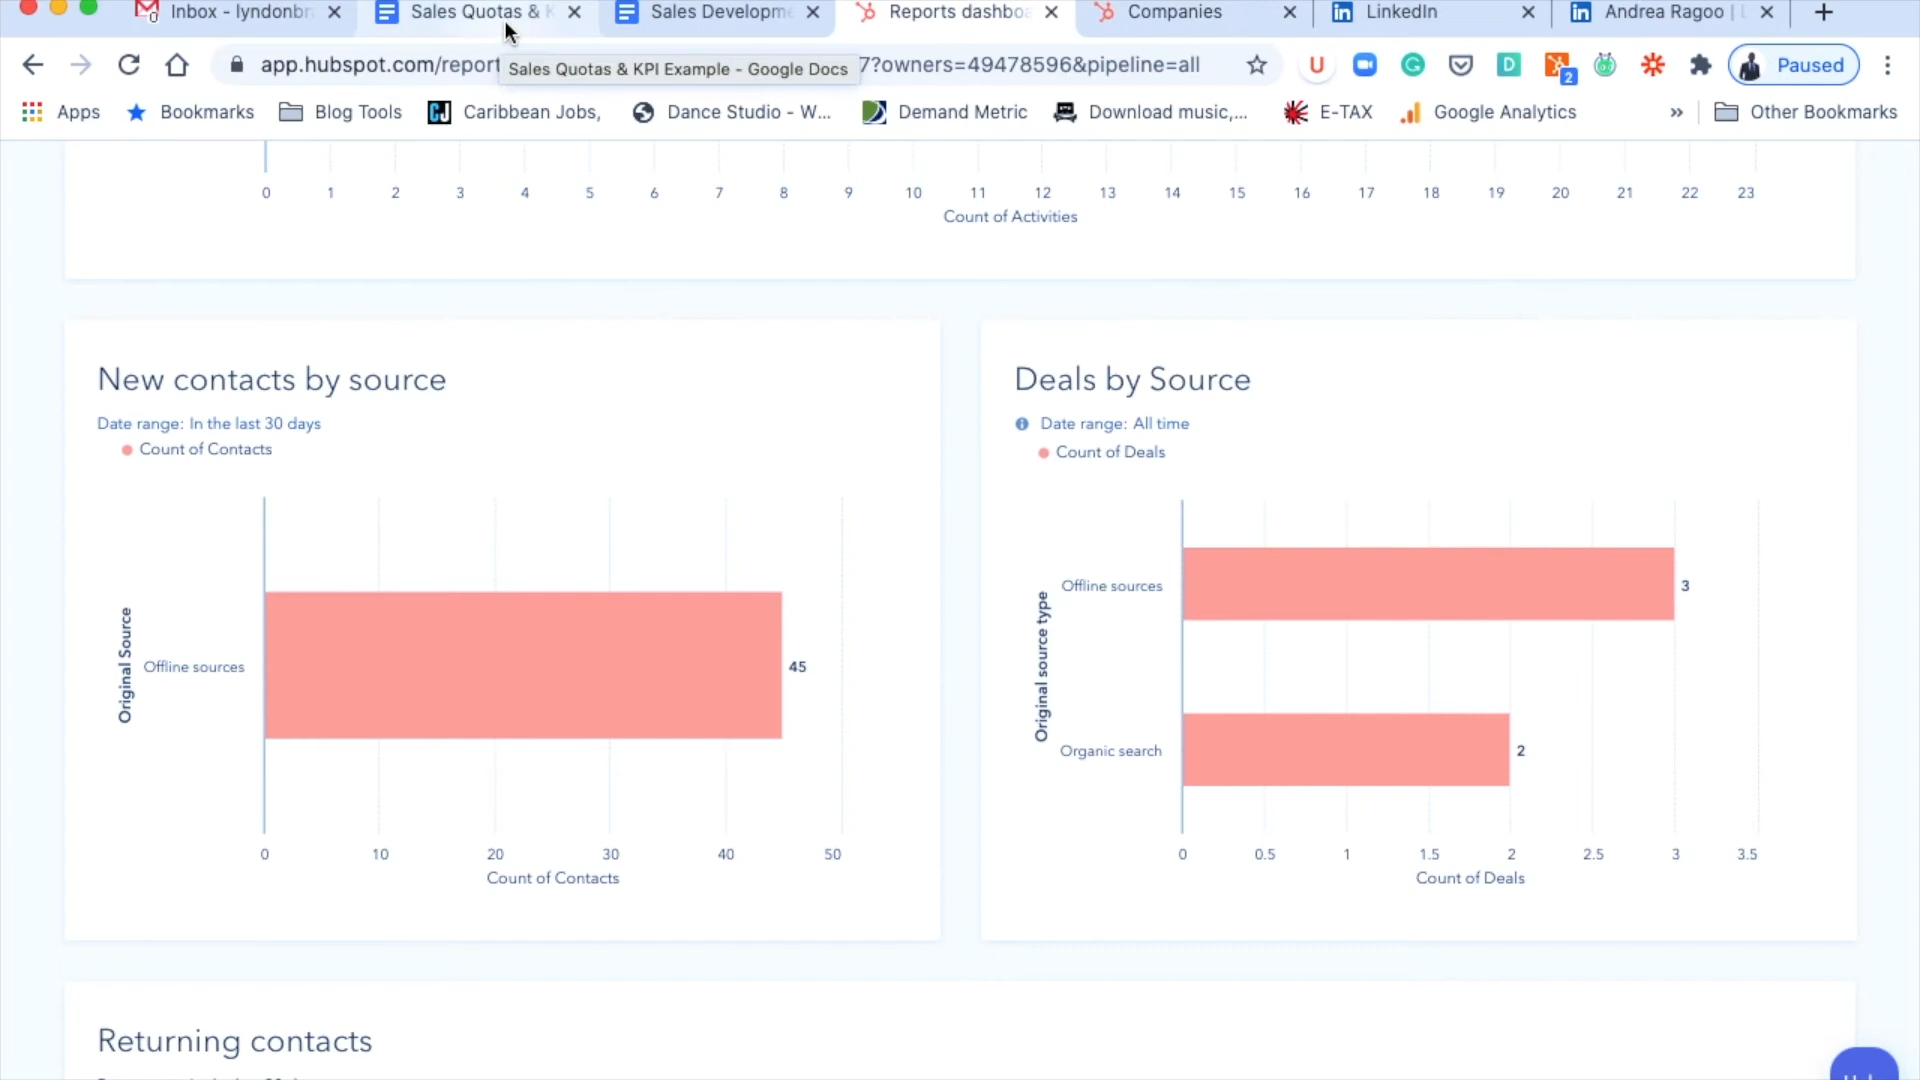 Inbox - lyndonbr
Sales Quotas & K
Sales Developme
Reports dashboa
Companies
LinkedIn
Andrea Ragoo | L
app.hubspot.com/report
7?owners=49478596&pipeline=all
Sales Quotas & KPI Example - Google Docs
2
Paused
Apps
Bookmarks
Blog Tools
Caribbean Jobs,
Dance Studio - W...
Demand Metric
Download music,...
E-TAX
Google Analytics
»
Other Bookmarks
0 1 2 3 4 5 6 7 8 9 10 11 12 13 14 15 16 17 18 19 20 21 22 23
Count of Activities
New contacts by source
Date range: In the last 30 days
Count of Contacts
Original Source
Offline sources
45
0 10 20 30 40 50
Count of Contacts
Deals by Source
Date range: All time
Count of Deals
Original source type
Offline sources
3
Organic search
2
0 0.5 1 1.5 2 2.5 3 3.5
Count of Deals
Returning contacts